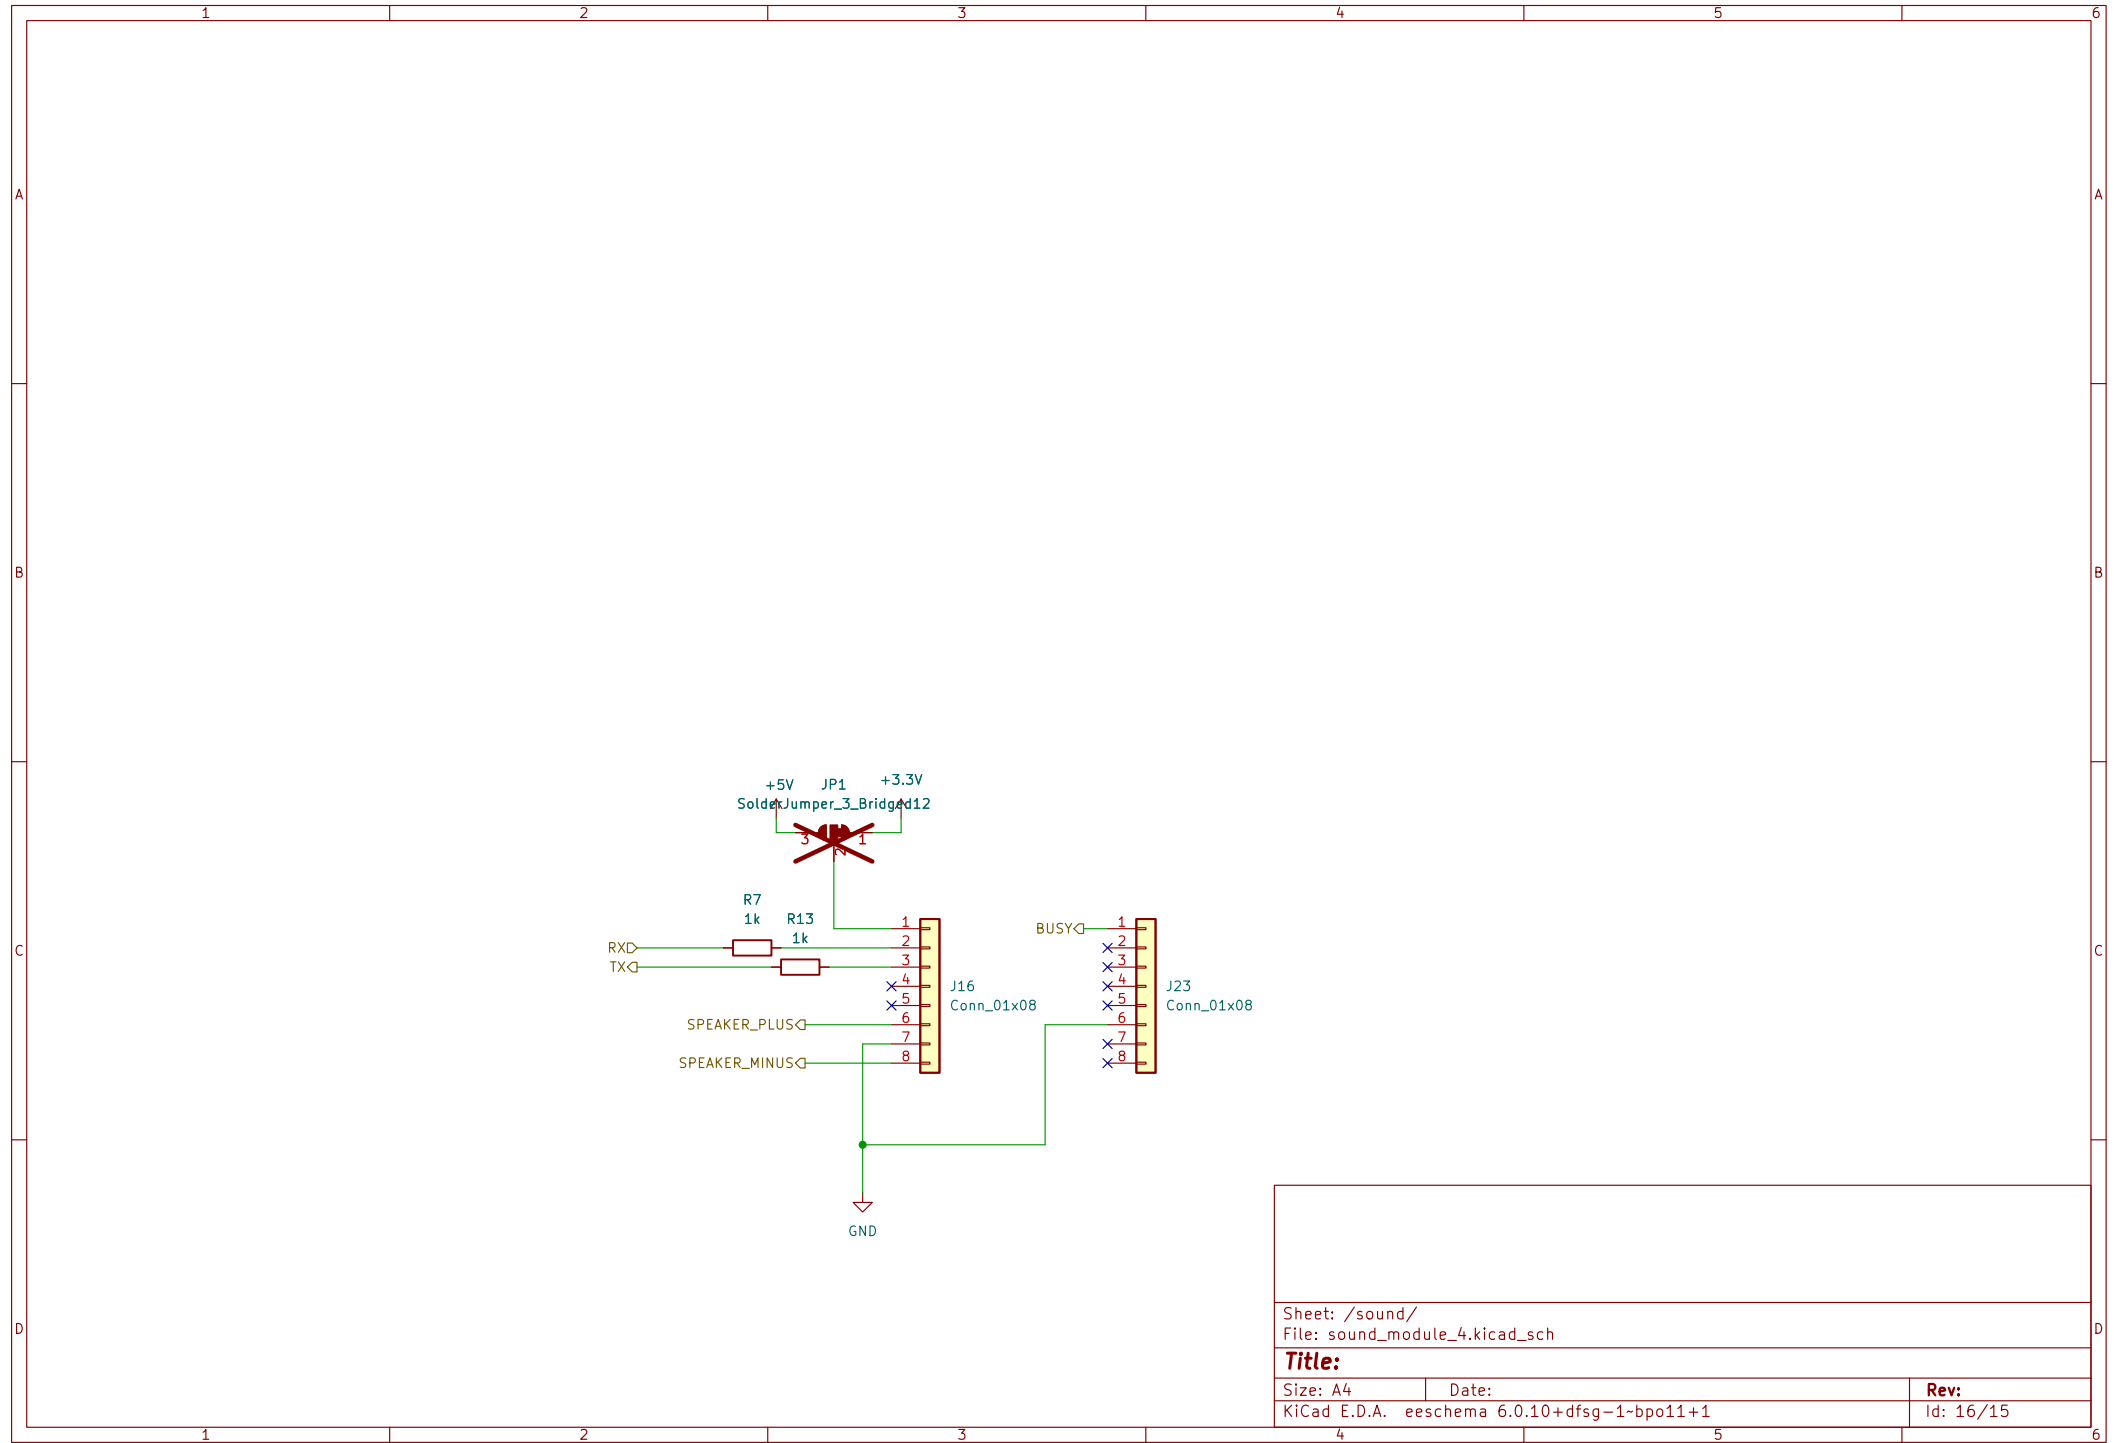 1 2 3 4 5 6
A A
B B
+5V JP1 +3.3V
SolderJumper_3_Bridged12
3 1
2
R7
1k R13
1k
RX
TX
C C
1
2
3
4
5
6
7
8
J16
Conn_01x08
SPEAKER_PLUS
SPEAKER_MINUS
BUSY
1
2
3
4
5
6
7
8
J23
Conn_01x08
GND
D D
Sheet: /sound/
File: sound_module_4.kicad_sch
Title:
Size: A4 Date: Rev:
KiCad E.D.A. eeschema 6.0.10+dfsg-1~bpo11+1 Id: 16/15
1 2 3 4 5 6